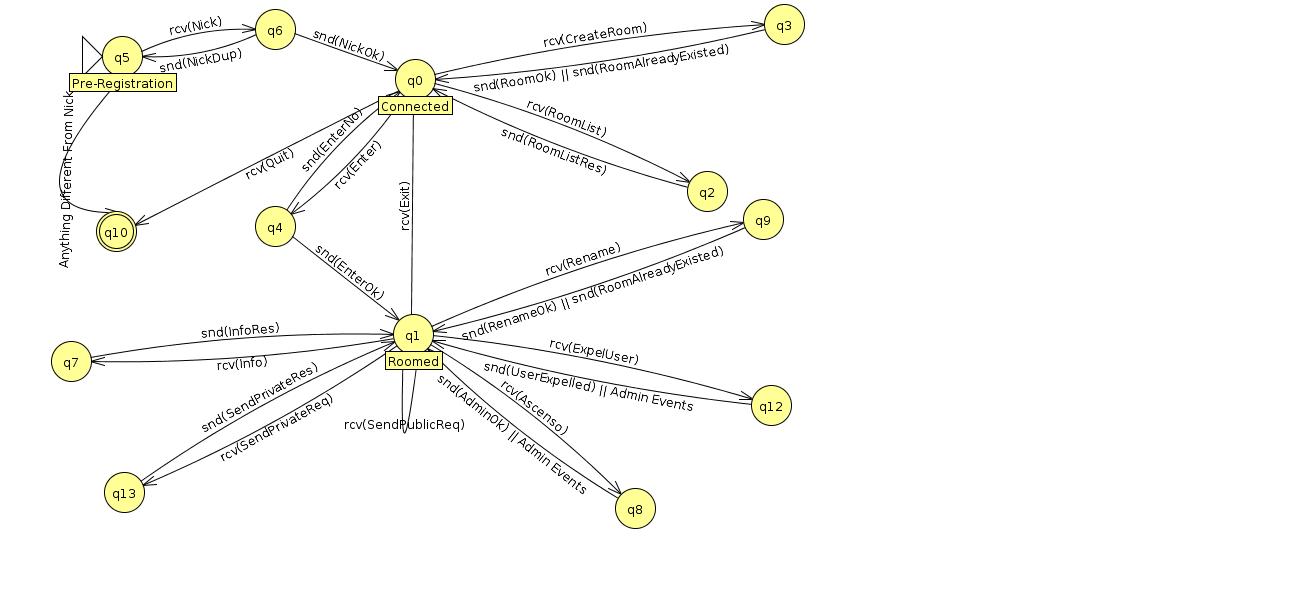 q5
Pre-Registration
rcv(Nick)
snd(NickDup)
q6
snd(NickOk)
q0
Connected
rcv(CreateRoom)
snd(RoomOk) || snd(RoomAlreadyExisted)
q3
rcv(RoomList)
snd(RoomListRes)
q2
Anything Different From Nick
q10
rcv(Quit)
snd(EnterNo)
rcv(Enter)
q4
snd(EnterOk)
rcv(Exit)
q9
rcv(Rename)
snd(RenameOk) || snd(RoomAlreadyExisted)
q1
Roomed
q7
snd(InfoRes)
rcv(Info)
rcv(ExpelUser)
snd(UserExpelled) || Admin Events
q12
snd(SendPrivateRes)
rcv(SendPrivateReq)
q13
rcv(SendPublicReq)
rcv(Ascenso)
snd(AdminOk) || Admin Events
q8